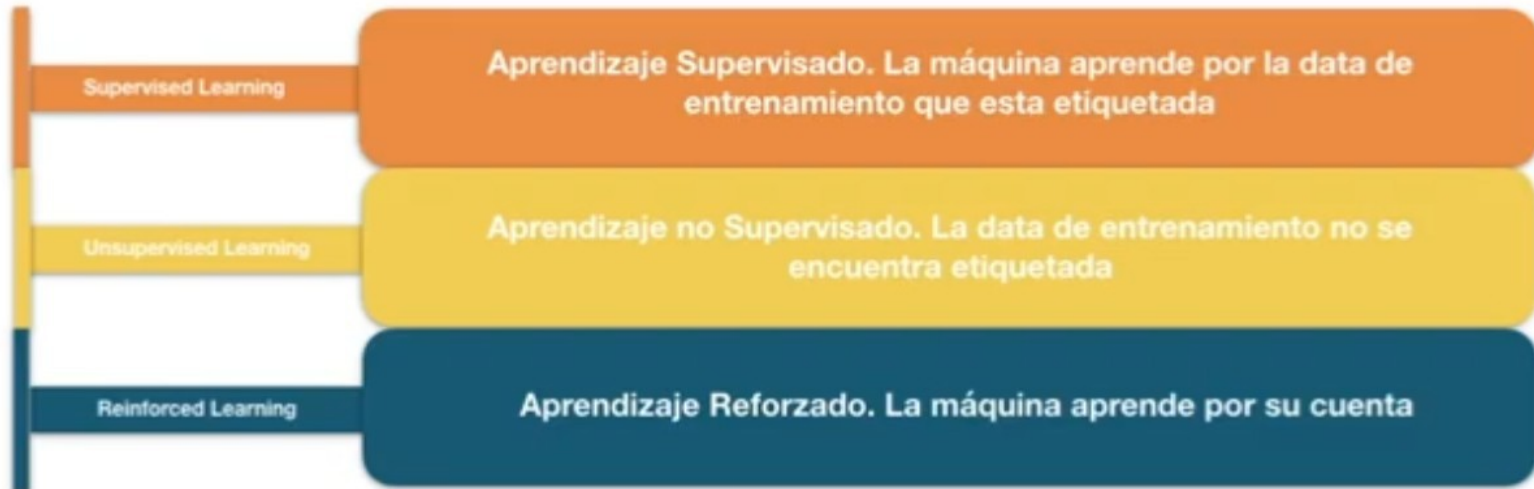 Supervised Learning
Aprendizaje Supervisado. La máquina aprende por la data de
entrenamiento que esta etiquetada
Unsupervised Learning
Aprendizaje no Supervisado. La data de entrenamiento no se
encuentra etiquetada
Reinforced Learning
Aprendizaje Reforzado. La máquina aprende por su cuenta